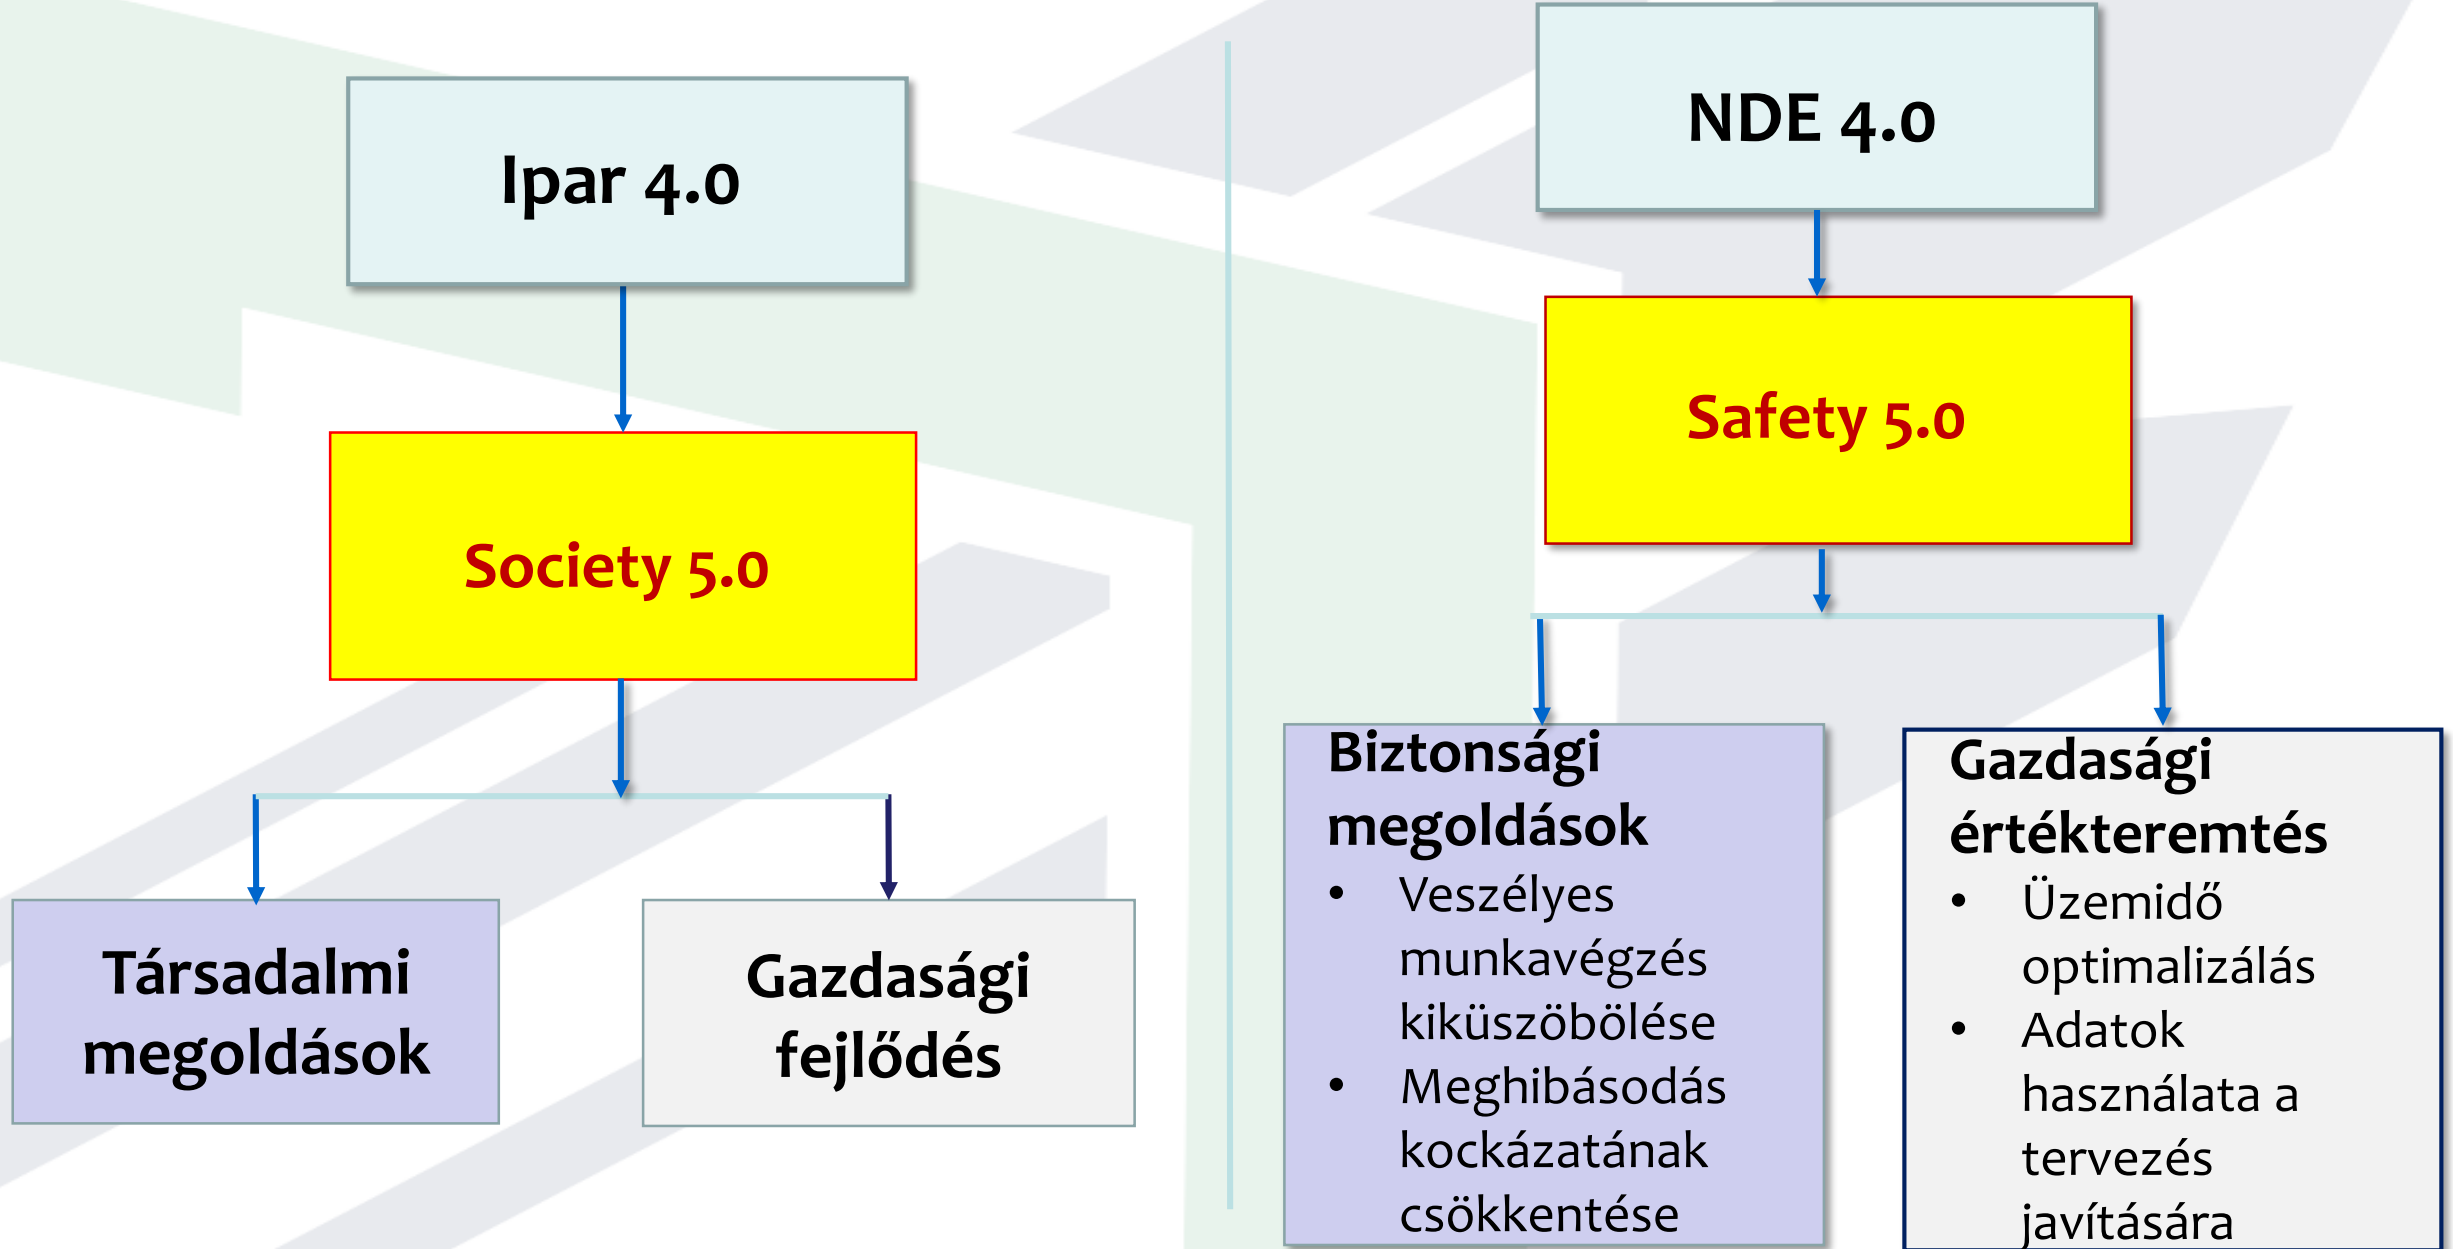 Ipar 4.0
Society 5.0
Társadalmi
megoldások
Gazdasági
fejlődés
NDE 4.0
Safety 5.0
Biztonsági
megoldások
• Veszélyes
munkavégzés
kiküszöbölése
• Meghibásodás
kockázatának
csökkentése
Gazdasági
értékteremtés
• Üzemidő
optimalizálás
• Adatok
használata a
tervezés
javítására